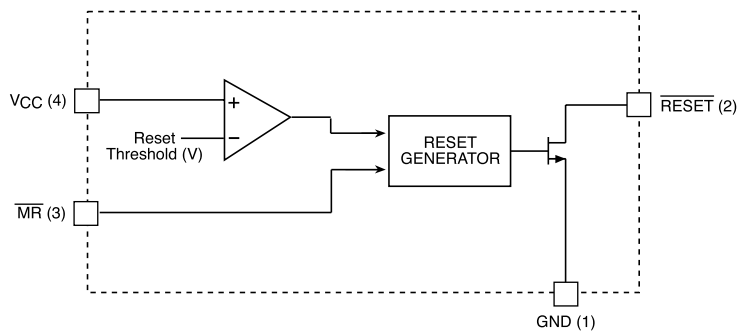 VCC (4)
+
−
Reset
Threshold (V)
RESET
GENERATOR
RESET (2)
MR (3)
GND (1)